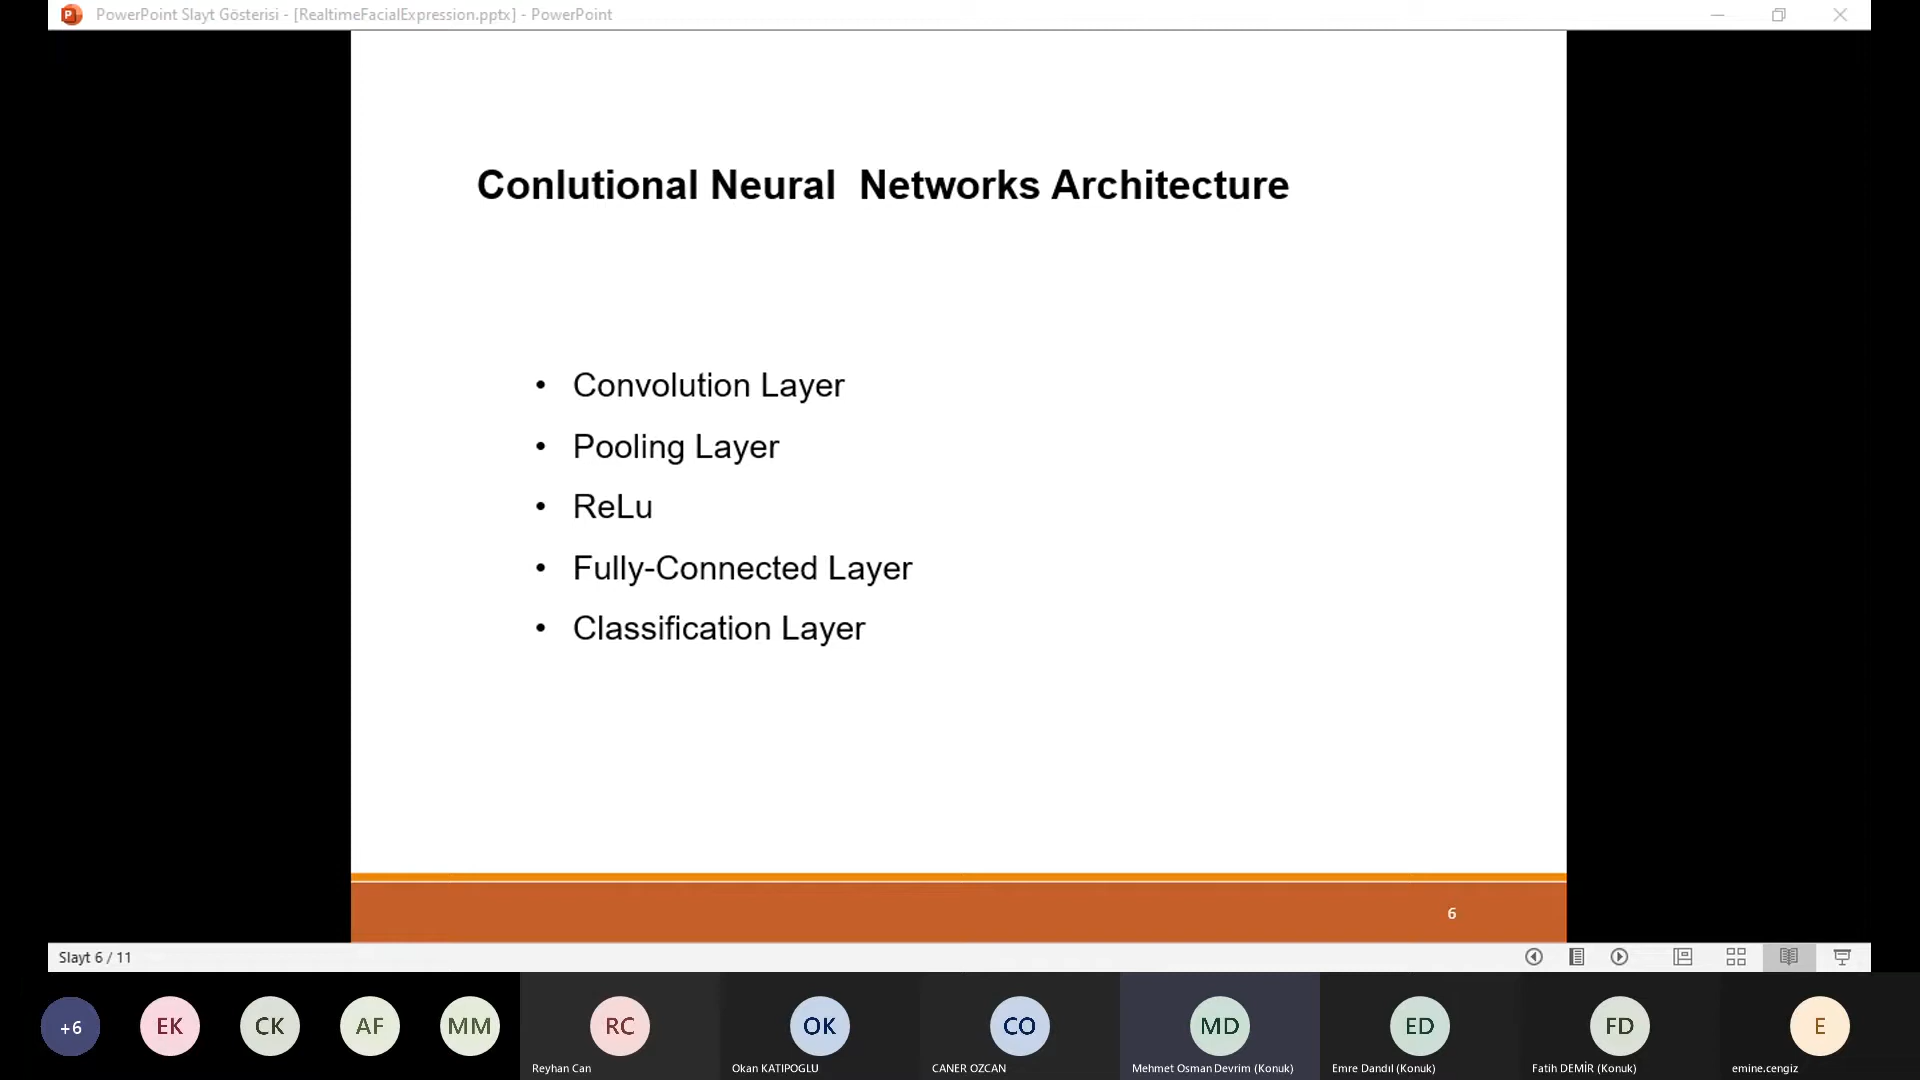 PowerPoint Slayt Gösterisi - [RealtimeFacialExpression.pptx] - PowerPoint
Conlutional Neural  Networks Architecture
• Convolution Layer
• Pooling Layer
• ReLu
• Fully-Connected Layer
• Classification Layer
6
Slayt 6 / 11
+6 EK CK AF MM RC OK CO MD ED FD E
Reyhan Can Okan KATIPOGLU CANER OZCAN Mehmet Osman Devrim (Konuk) Emre Dandıl (Konuk) Fatih DEMİR (Konuk) emine.cengiz